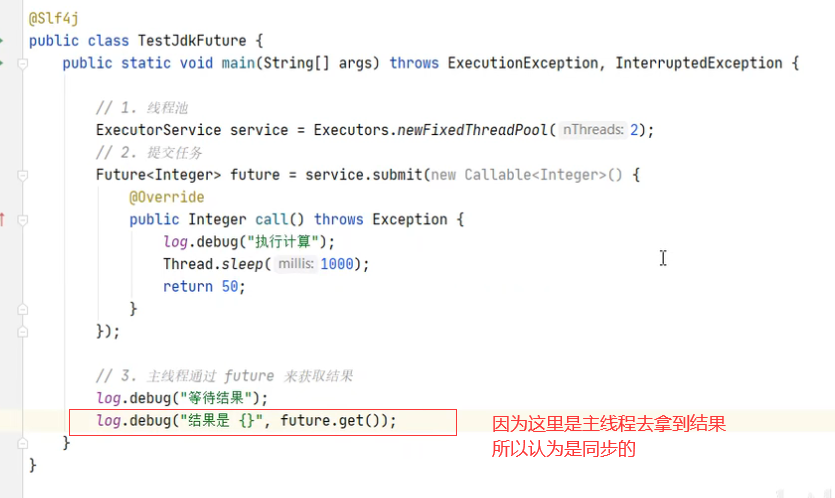 @Slf4j
public class TestJdkFuture {
public static void main(String[] args) throws ExecutionException, InterruptedException {
// 1. 线程池
ExecutorService service = Executors.newFixedThreadPool( nThreads: 2);
// 2. 提交任务
Future<Integer> future = service.submit(new Callable<Integer>() {
@Override
public Integer call() throws Exception {
log.debug("执行计算");
Thread.sleep( millis: 1000);
return 50;
}
});
// 3. 主线程通过 future 来获取结果
log.debug("等待结果");
log.debug("结果是 {}", future.get());
因为这里是主线程去拿到结果
所以认为是同步的
}
}